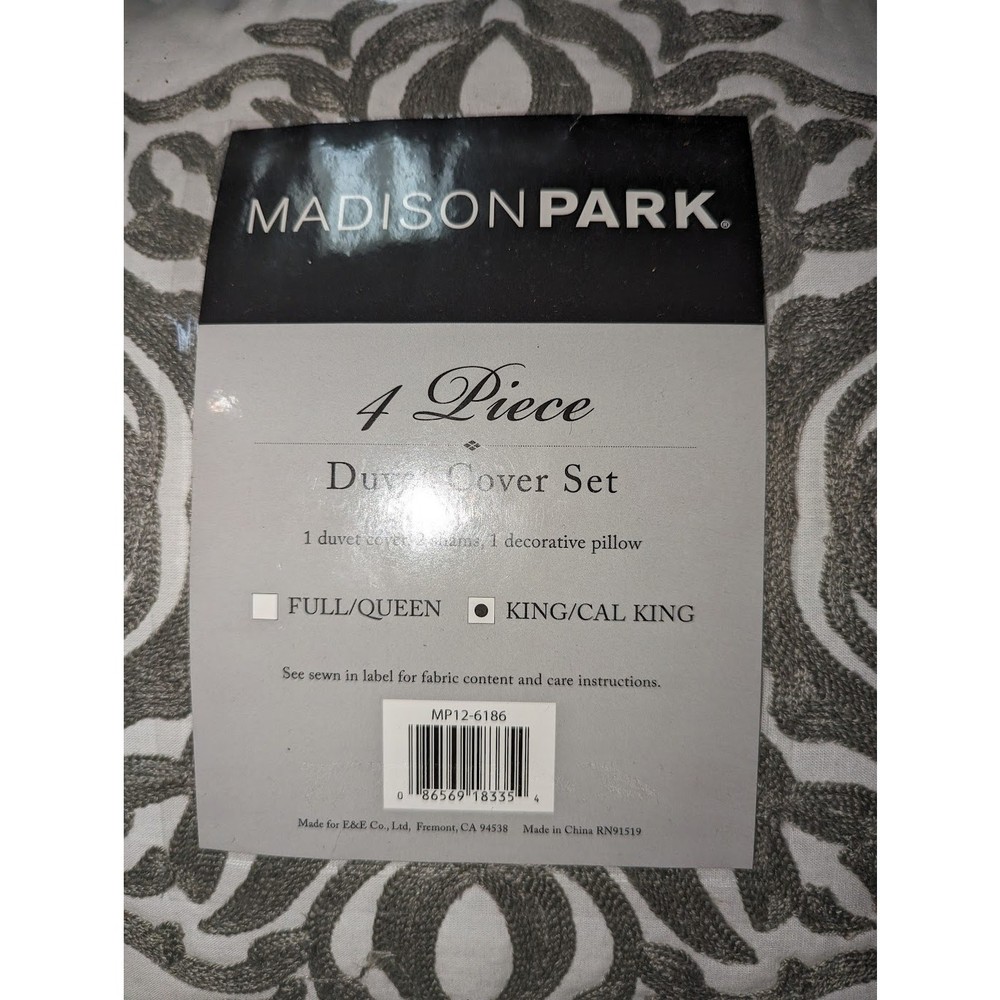 MADISONPARK®
4 Piece
Duvet Cover Set
1 duvet cover, 2 shams, 1 decorative pillow
FULL/QUEEN KING/CAL KING
See sewn in label for fabric content and care instructions.
MP12-6186
0 86569 18335 4
Made for E&E Co., Ltd, Fremont, CA 94538 Made in China RN91519